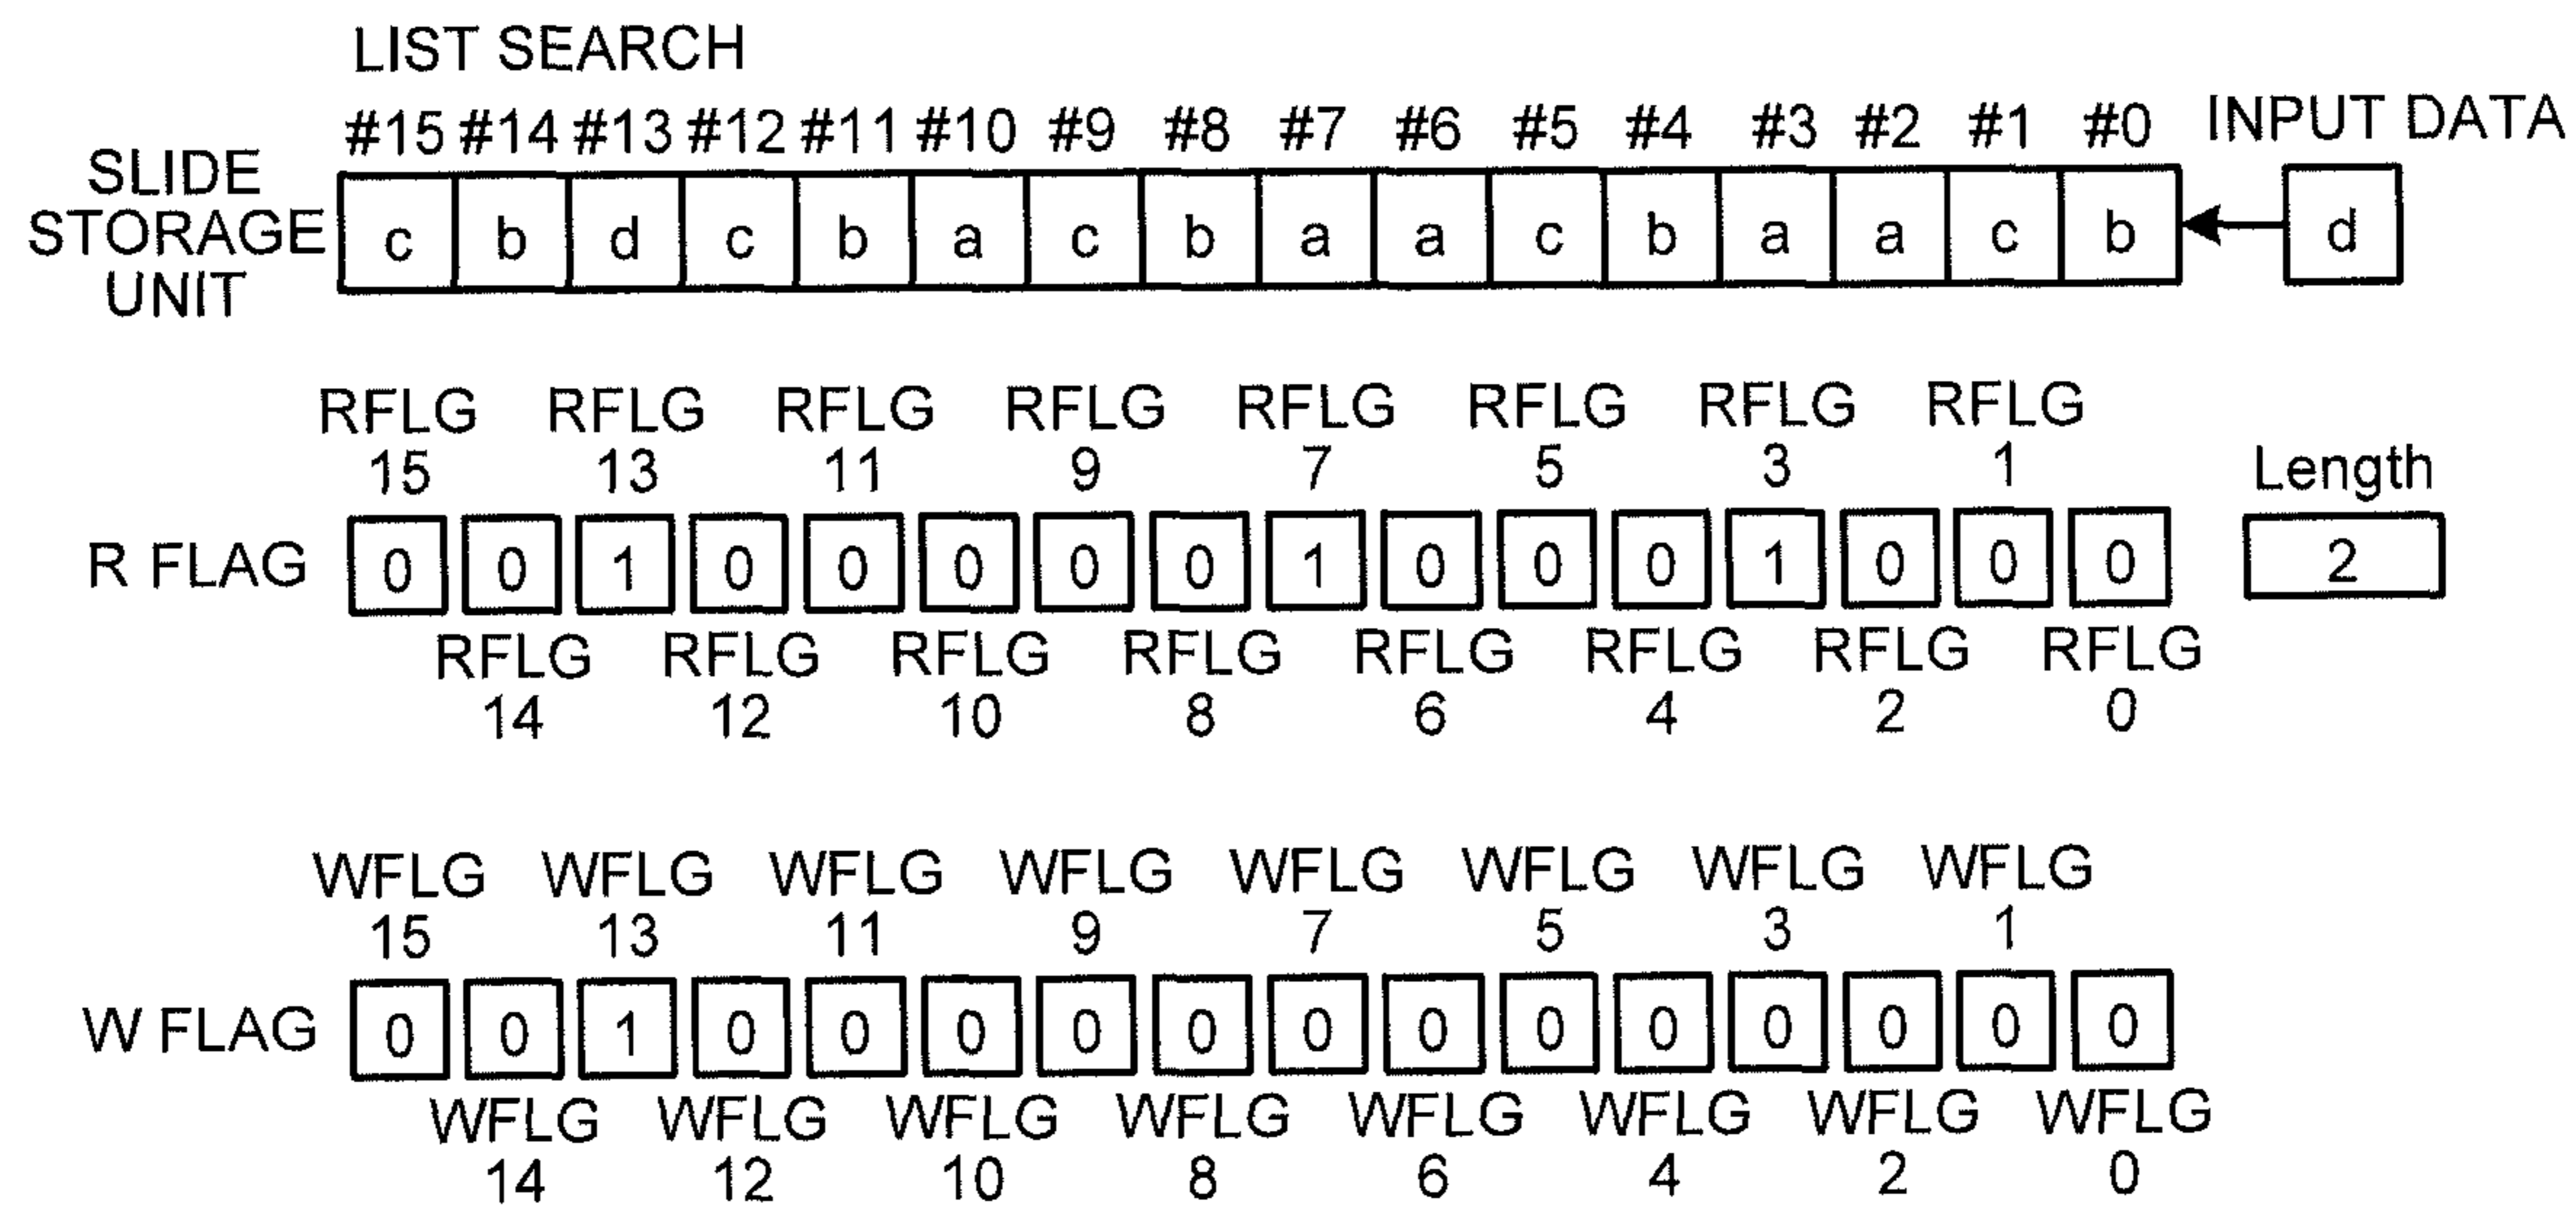 LIST SEARCH
#15 #14 #13 #12 #11 #10 #9 #8 #7 #6 #5 #4 #3 #2 #1 #0 INPUT DATA
SLIDE STORAGE UNIT
c b d c b a c b a a c b a a c b d
RFLG 15 RFLG 13 RFLG 11 RFLG 9 RFLG 7 RFLG 5 RFLG 3 RFLG 1
Length
R FLAG 0 0 1 0 0 0 0 0 1 0 0 0 1 0 0 0 2
RFLG 14 RFLG 12 RFLG 10 RFLG 8 RFLG 6 RFLG 4 RFLG 2 RFLG 0
WFLG 15 WFLG 13 WFLG 11 WFLG 9 WFLG 7 WFLG 5 WFLG 3 WFLG 1
W FLAG 0 0 1 0 0 0 0 0 0 0 0 0 0 0 0 0
WFLG 14 WFLG 12 WFLG 10 WFLG 8 WFLG 6 WFLG 4 WFLG 2 WFLG 0